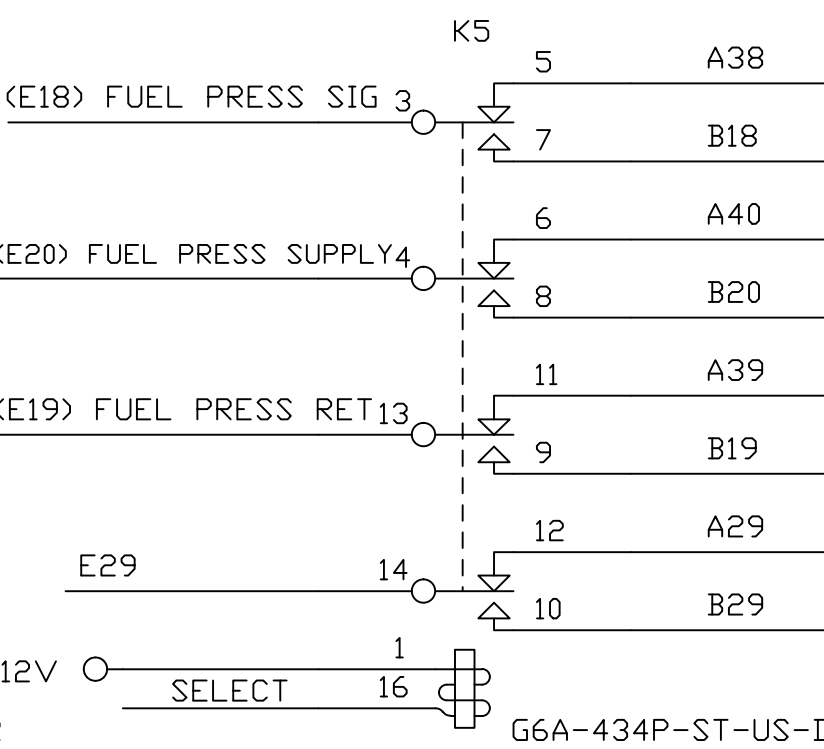 K5
5 A38
(E18) FUEL PRESS SIG 3
7 B18
6 A40
(E20) FUEL PRESS SUPPLY4
8 B20
11 A39
(E19) FUEL PRESS RET13
9 B19
12 A29
E29 14
10 B29
1
12V
SELECT 16
G6A-434P-ST-US-D